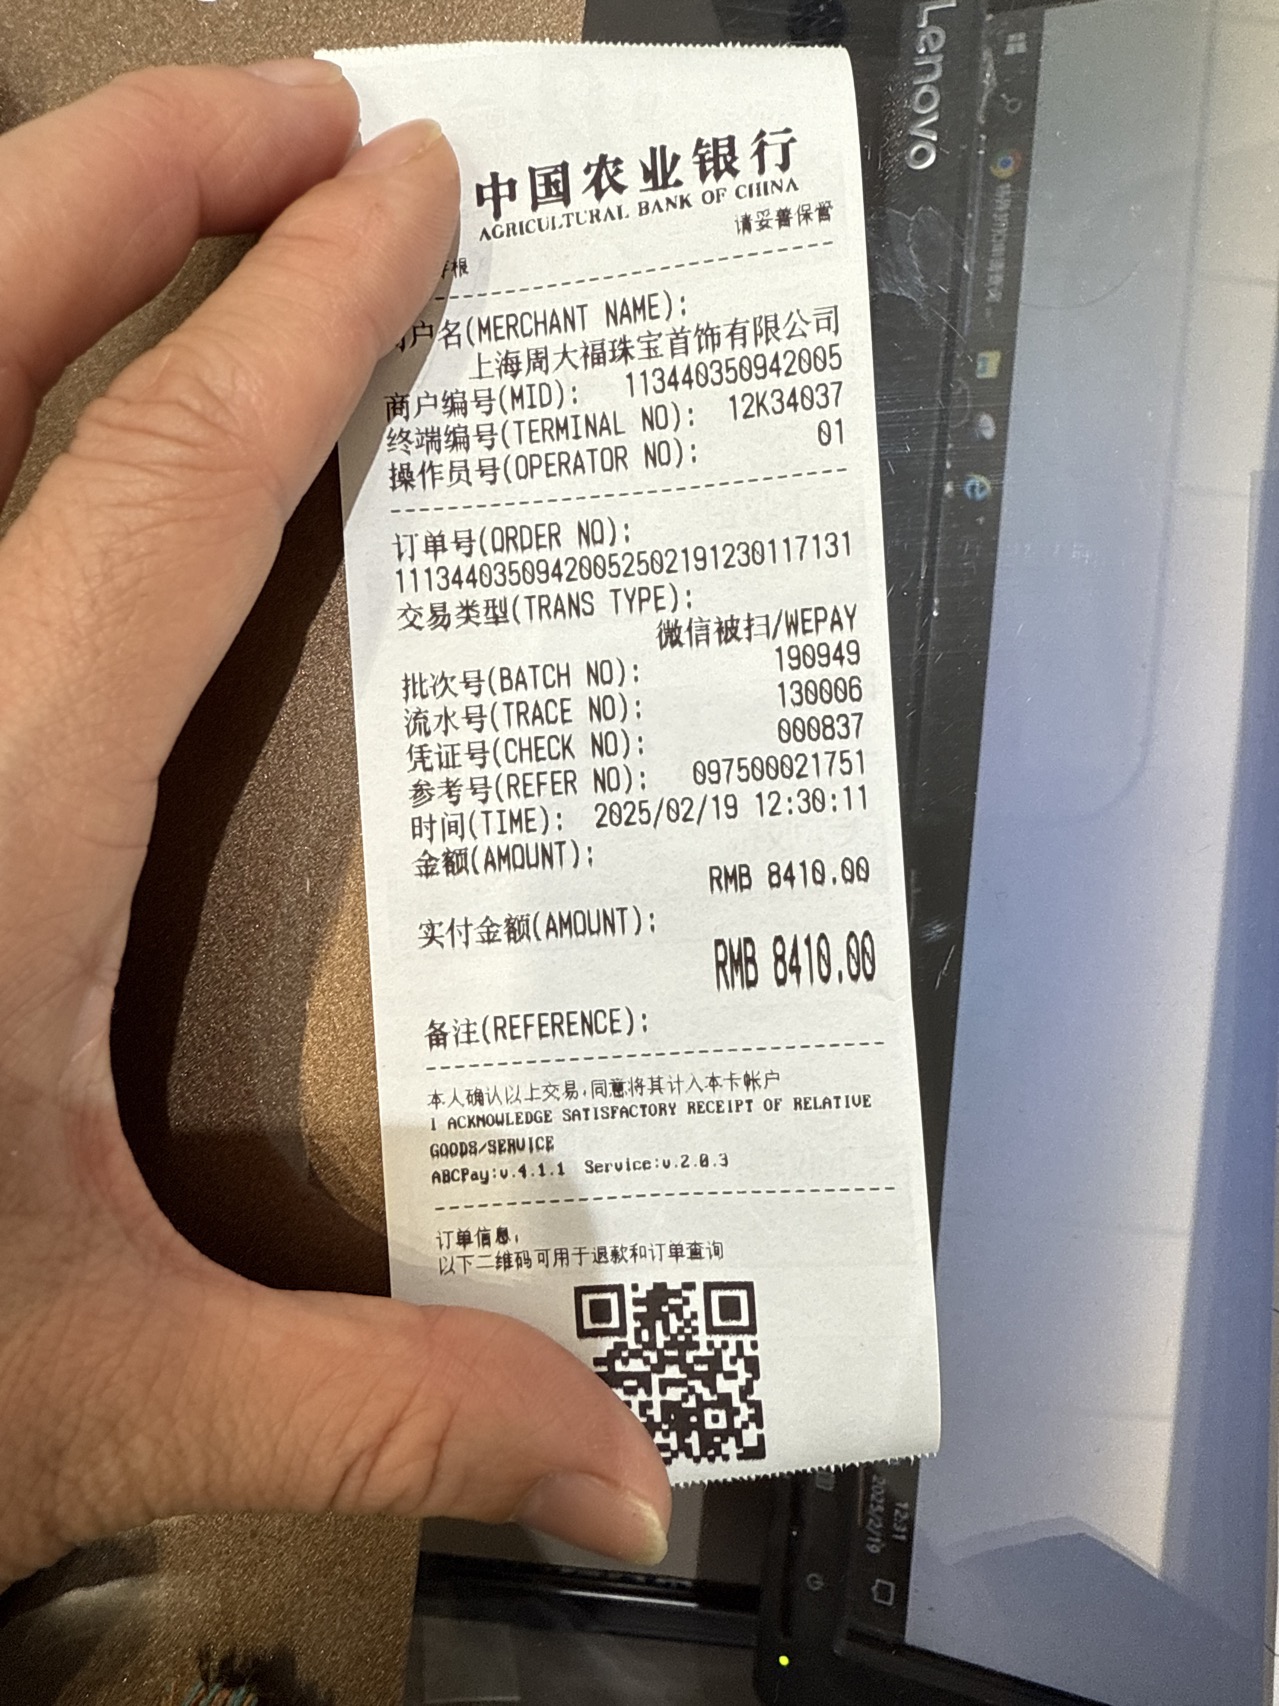 中国农业银行
AGRICULTURAL BANK OF CHINA
请妥善保管
存根
商户名(MERCHANT NAME):
上海周大福珠宝首饰有限公司
商户编号(MID): 113440350942005
终端编号(TERMINAL NO): 12K34037
操作员号(OPERATOR NO): 01
订单号(ORDER NO):
11134403509420052502191230117131
交易类型(TRANS TYPE):
微信被扫/WEPAY
批次号(BATCH NO): 190949
流水号(TRACE NO): 130006
凭证号(CHECK NO): 000837
参考号(REFER NO): 097500021751
时间(TIME): 2025/02/19 12:30:11
金额(AMOUNT):
RMB 8410.00
实付金额(AMOUNT):
RMB 8410.00
备注(REFERENCE):
本人确认以上交易,同意将其计入本卡帐户
I ACKNOWLEDGE SATISFACTORY RECEIPT OF RELATIVE
GOODS/SERVICE
ABCPay:v.4.1.1 Service:v.2.0.3
订单信息,
以下二维码可用于退款和订单查询
Lenovo
12:31
2025/2/19